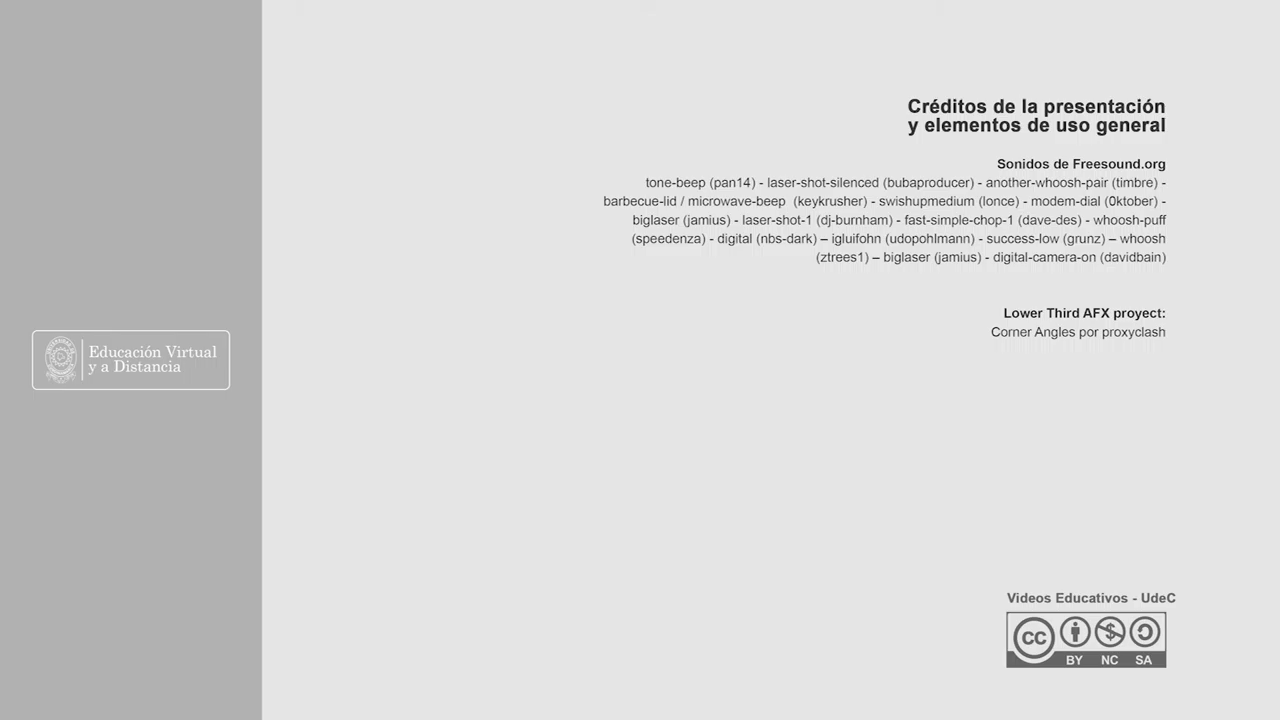 Créditos de la presentación
y elementos de uso general
Sonidos de Freesound.org
tone-beep (pan14) - laser-shot-silenced (bubaproducer) - another-whoosh-pair (timbre) -
barbecue-lid / microwave-beep (keykrusher) - swishupmedium (lonce) - modem-dial (0ktober) -
biglaser (jamius) - laser-shot-1 (dj-burnham) - fast-simple-chop-1 (dave-des) - whoosh-puff
(speedenza) - digital (nbs-dark) – igluifohn (udopohlmann) - success-low (grunz) – whoosh
(ztrees1) – biglaser (jamius) - digital-camera-on (davidbain)
Lower Third AFX proyect:
Corner Angles por proxyclash
Educación Virtual
y a Distancia
Videos Educativos - UdeC
CC
BY NC SA